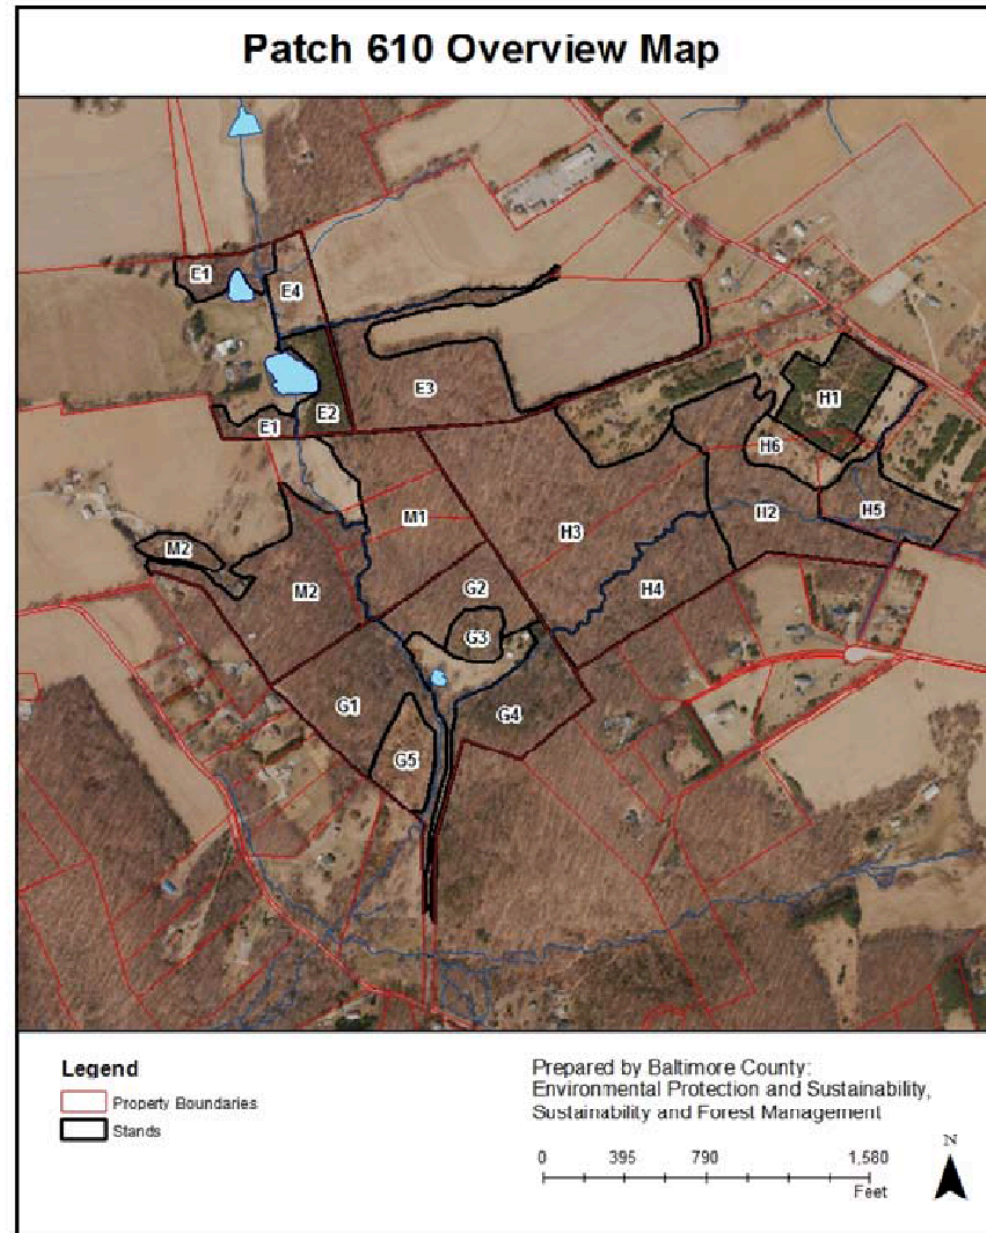 Patch 610 Overview Map
E1
E4
E3
E2
E1
H1
H6
M1
H3
H2
H5
M2
M2
G2
H4
G3
G1
G4
G5
Legend
Property Boundaries
Stands
Prepared by Baltimore County:
Environmental Protection and Sustainability,
Sustainability and Forest Management
0 395 790 1,580
Feet
N